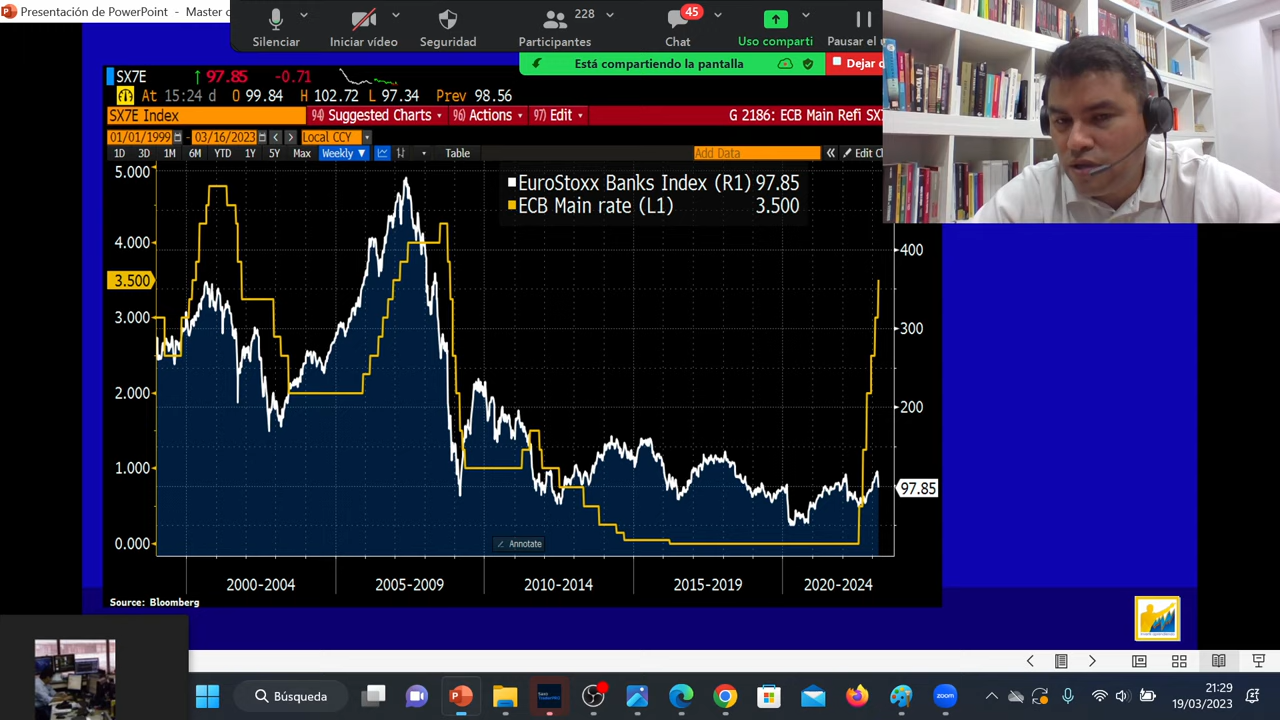 Presentación de PowerPoint - Master
Silenciar
Iniciar vídeo
Seguridad
228
Participantes
45
Chat
Uso comparti
Pausar el u
Está compartiendo la pantalla
Dejar
SX7E ↑ 97.85 -0.71
At 15:24 d O 99.84 H 102.72 L 97.34 Prev 98.56
SX7E Index 94) Suggested Charts 96) Actions 97) Edit G 2186: ECB Main Refi SX
01/01/1999 - 03/16/2023 Local CCY
1D 3D 1M 6M YTD 1Y 5Y Max Weekly ▼ Table Add Data « Edit
EuroStoxx Banks Index (R1) 97.85
ECB Main rate (L1) 3.500
5.000
4.000
3.500
3.000
2.000
1.000
0.000
400
300
200
97.85
Annotate
2000-2004 2005-2009 2010-2014 2015-2019 2020-2024
Source: Bloomberg
Búsqueda
21:29
19/03/2023